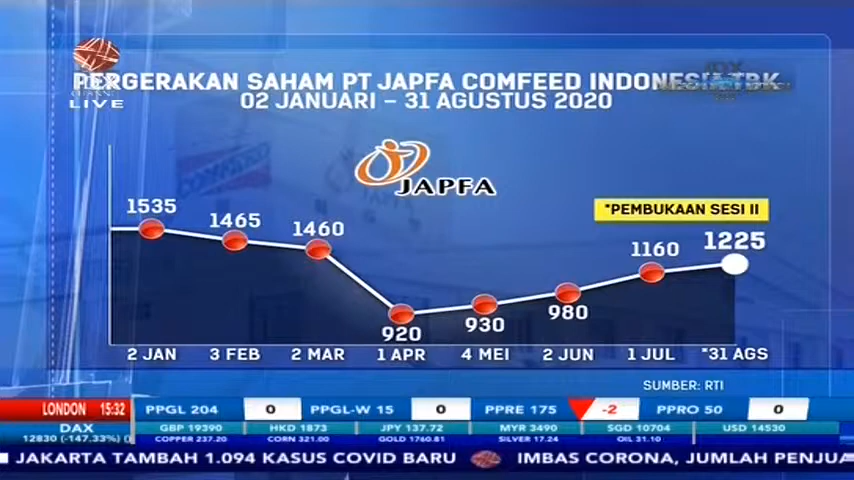 PERGERAKAN SAHAM PT JAPFA COMFEED INDONESIA TBK
LIVE
02 JANUARI – 31 AGUSTUS 2020
JAPFA
*PEMBUKAAN SESI II
1535
1465
1460
920
930
980
1160
1225
2 JAN
3 FEB
2 MAR
1 APR
4 MEI
2 JUN
1 JUL
*31 AGS
SUMBER: RTI
LONDON 15:32
PPGL 204 0 PPGL-W 15 0 PPRE 175 -2 PPRO 50 0
DAX
GBP 19390 HKD 1873 JPY 137.72 MYR 3490 SGD 10704 USD 14530
12830 (-147.33%)
COPPER 237.20 CORN 321.00 GOLD 1760.81 SILVER 17.24 OIL 31.10
JAKARTA TAMBAH 1.094 KASUS COVID BARU IMBAS CORONA, JUMLAH PENJUA